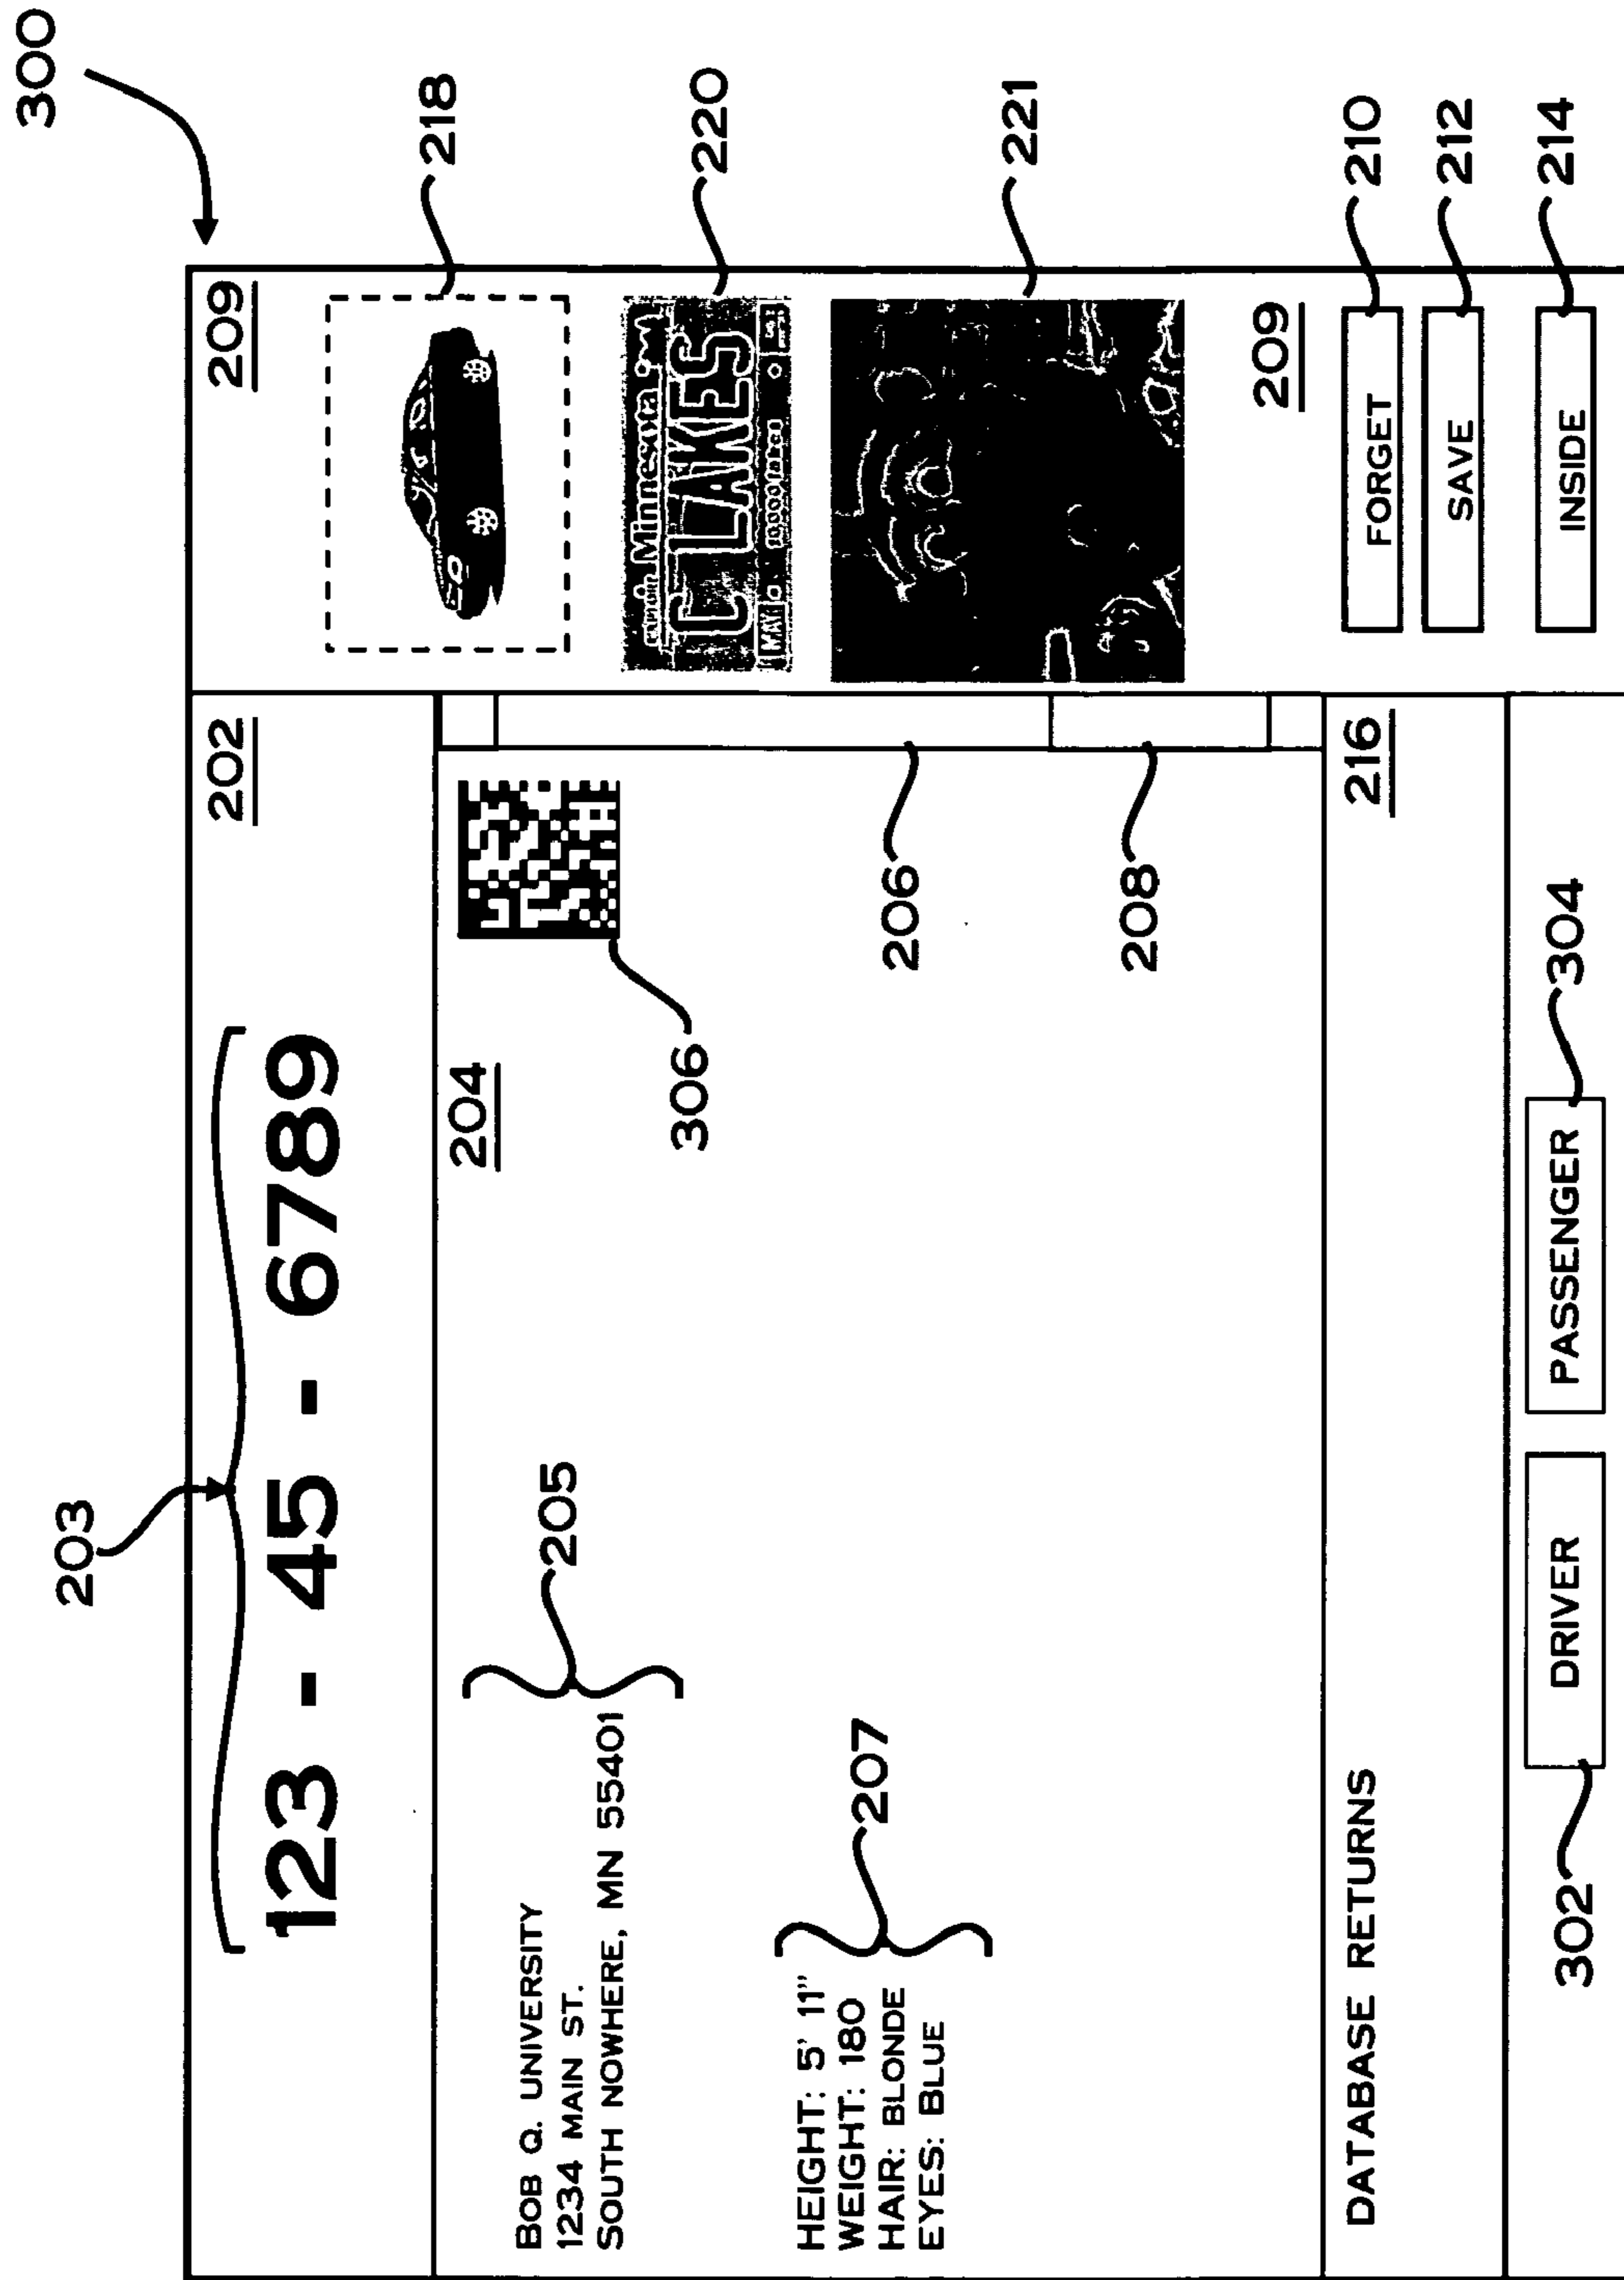 300
203
202
209
123 - 45 - 6789
218
204
BOB Q. UNIVERSITY
1234 MAIN ST.
SOUTH NOWHERE, MN 55401
205
306
Minnesota
C LAKES
MAY
220
HEIGHT: 5' 11"
WEIGHT: 180
HAIR: BLONDE
EYES: BLUE
207
206
208
221
209
DATABASE RETURNS
216
FORGET
210
SAVE
212
302
DRIVER
PASSENGER
304
INSIDE
214